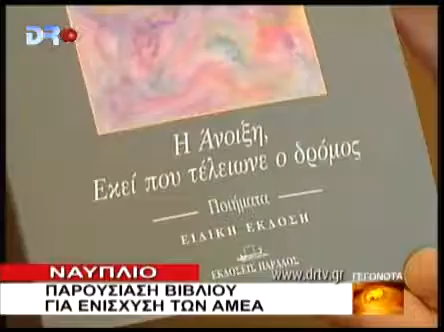 DR
Η Άνοιξη,
Εκεί που τέλειωνε ο δρόμος
Ποιήματα
ΕΙΔΙΚΗ ΕΚΔΟΣΗ
ΕΚΔΟΣΕΙΣ ΠΑΡΑΛΟΣ
www.drtv.gr
ΓΕΓΟΝΟΤΑ
ΝΑΥΠΛΙΟ
ΠΑΡΟΥΣΙΑΣΗ ΒΙΒΛΙΟΥ
ΓΙΑ ΕΝΙΣΧΥΣΗ ΤΩΝ ΑΜΕΑ